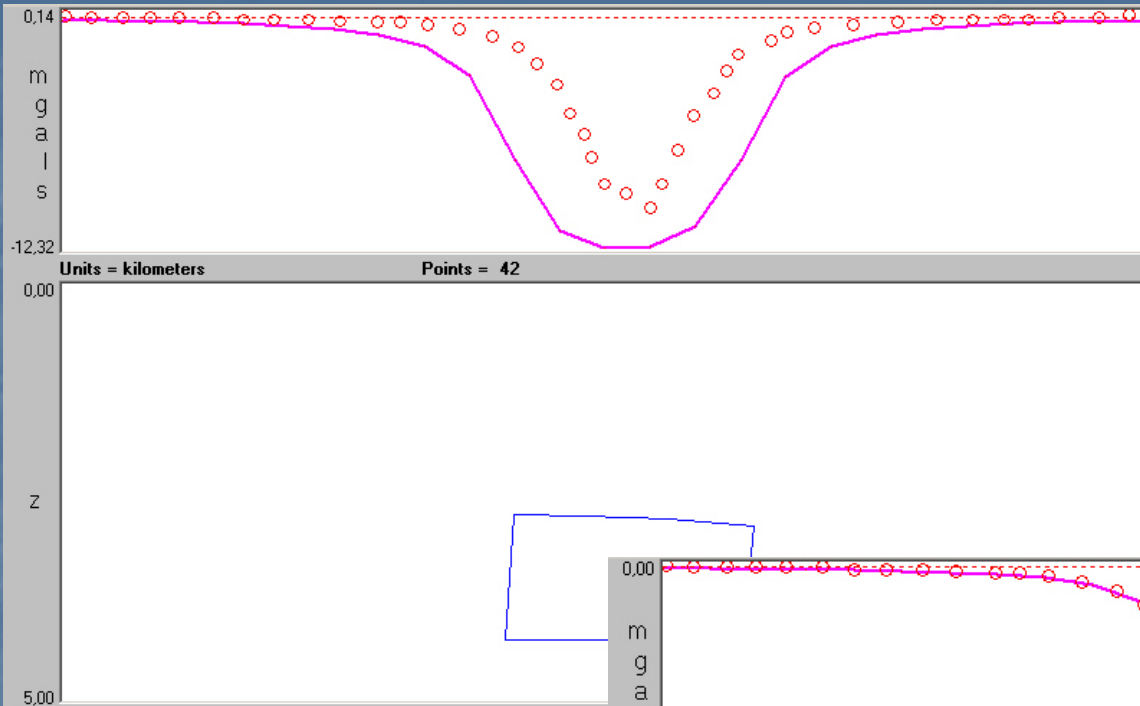 0,14
m
g
a
l
s
-12,32
Units = kilometers Points = 42
0,00
Z
5,00
0,00
m
g
a